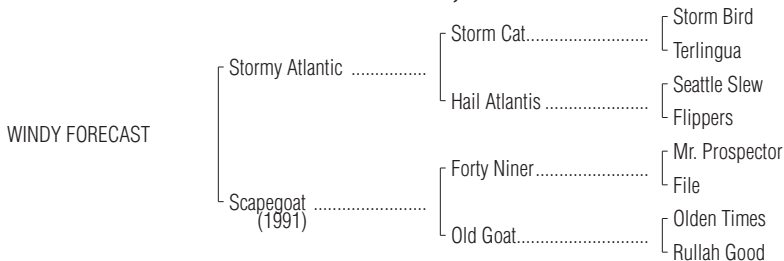 Storm Bird
Storm Cat..........................
Terlingua
Stormy Atlantic ................
Seattle Slew
Hail Atlantis ......................
Flippers
WINDY FORECAST
Mr. Prospector
Forty Niner........................
File
Scapegoat ........................
(1991)
Olden Times
Old Goat............................
Rullah Good